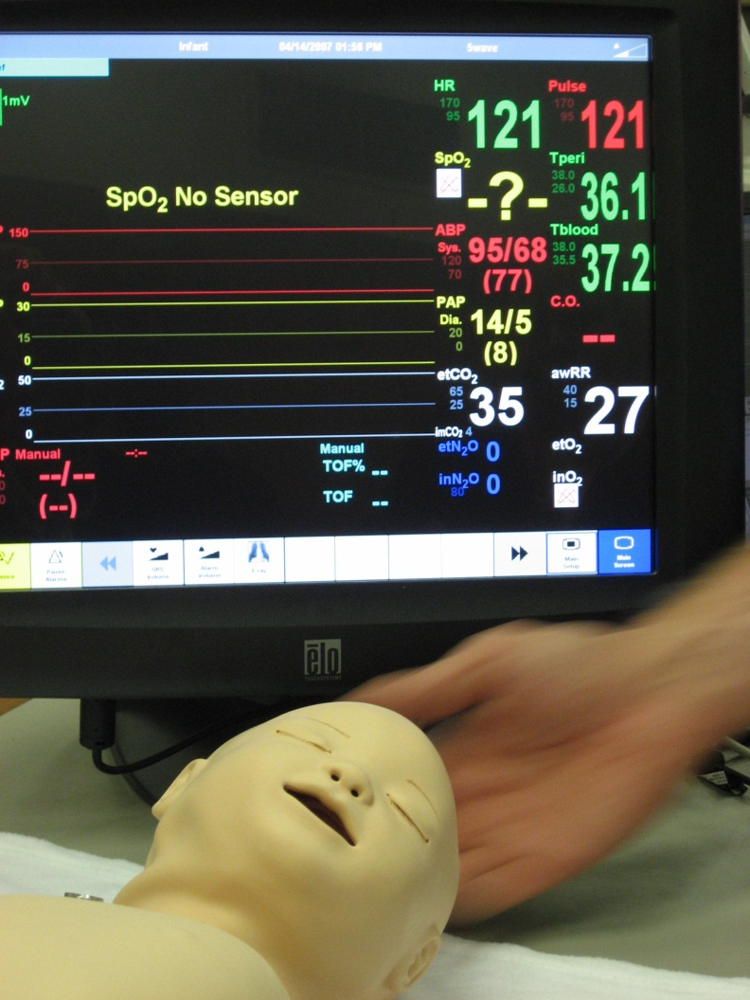 Infant 04/14/2007 01:56 PM 5wave
1mV
HR Pulse
170 170
95 121 95 121
SpO2 Tperi
38.0
26.0
-?- 36.1
SpO2 No Sensor
150 ABP Tblood
Sys. 95/68 38.0
75 120 35.5 37.2
70
0 (77)
30 PAP C.O.
Dia. 14/5
15 20 --
0
0 (8)
50 etCO2 awRR
65 40
25 25 35 15 27
0 imCO2 4
P Manual --:-- Manual etN2O 0 etO2
--/-- TOF% --
inN2O 0 inO2
(--) TOF -- 80
Pause Alarms
QRS Volume
Alarm Volume
X-ray
Main Setup
Main Screen
elo
TOUCHSYSTEMS